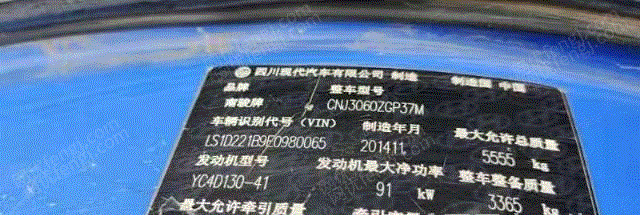 四川现代汽车有限公司 制造 制造国 中国
品牌 整车型号
南骏牌 CNJ3060ZGP37M
车辆识别代号(VIN) 制造年月 最大允许总质量
LS1D221B9E0980065 201411 5555 kg
发动机型号 发动机最大净功率 整车整备质量
YC4D130-41 91 kW 3365 kg
最大允许牵引质量